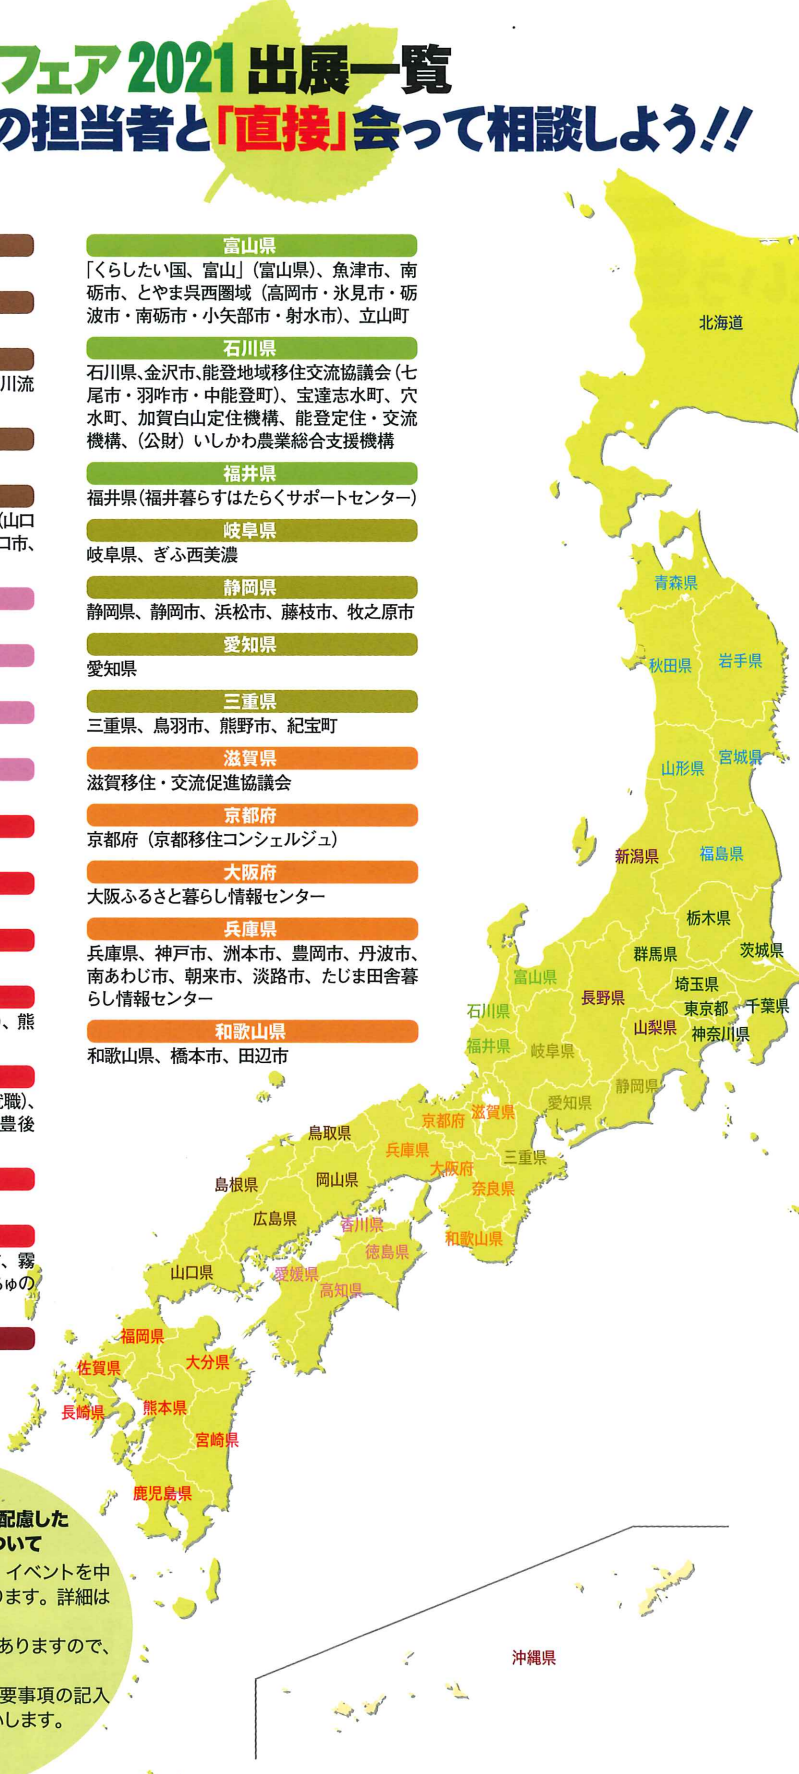 フェア2021 出展一覧
の担当者と「直接」会って相談しよう!!
川流
(山口
口市、
、熊
職)、
豊後
、霧
ゅの
富山県
「くらしたい国、富山」（富山県）、魚津市、南
砺市、とやま呉西圏域（高岡市・氷見市・砺
波市・南砺市・小矢部市・射水市）、立山町
石川県
石川県、金沢市、能登地域移住交流協議会（七
尾市・羽咋市・中能登町）、宝達志水町、穴
水町、加賀白山定住機構、能登定住・交流
機構、（公財）いしかわ農業総合支援機構
福井県
福井県（福井暮らすはたらくサポートセンター）
岐阜県
岐阜県、ぎふ西美濃
静岡県
静岡県、静岡市、浜松市、藤枝市、牧之原市
愛知県
愛知県
三重県
三重県、鳥羽市、熊野市、紀宝町
滋賀県
滋賀移住・交流促進協議会
京都府
京都府（京都移住コンシェルジュ）
大阪府
大阪ふるさと暮らし情報センター
兵庫県
兵庫県、神戸市、洲本市、豊岡市、丹波市、
南あわじ市、朝来市、淡路市、たじま田舎暮
らし情報センター
和歌山県
和歌山県、橋本市、田辺市
北海道
青森県
秋田県
岩手県
山形県
宮城県
新潟県
福島県
栃木県
群馬県
茨城県
富山県
埼玉県
長野県
石川県
東京都
千葉県
山梨県
神奈川県
福井県
岐阜県
静岡県
愛知県
滋賀県
京都府
鳥取県
兵庫県
三重県
大阪府
岡山県
島根県
奈良県
広島県
香川県
和歌山県
徳島県
山口県
愛媛県
高知県
福岡県
大分県
佐賀県
熊本県
長崎県
宮崎県
鹿児島県
沖縄県
配慮した
ついて
イベントを中
ります。詳細は
ありますので、
要事項の記入
いします。